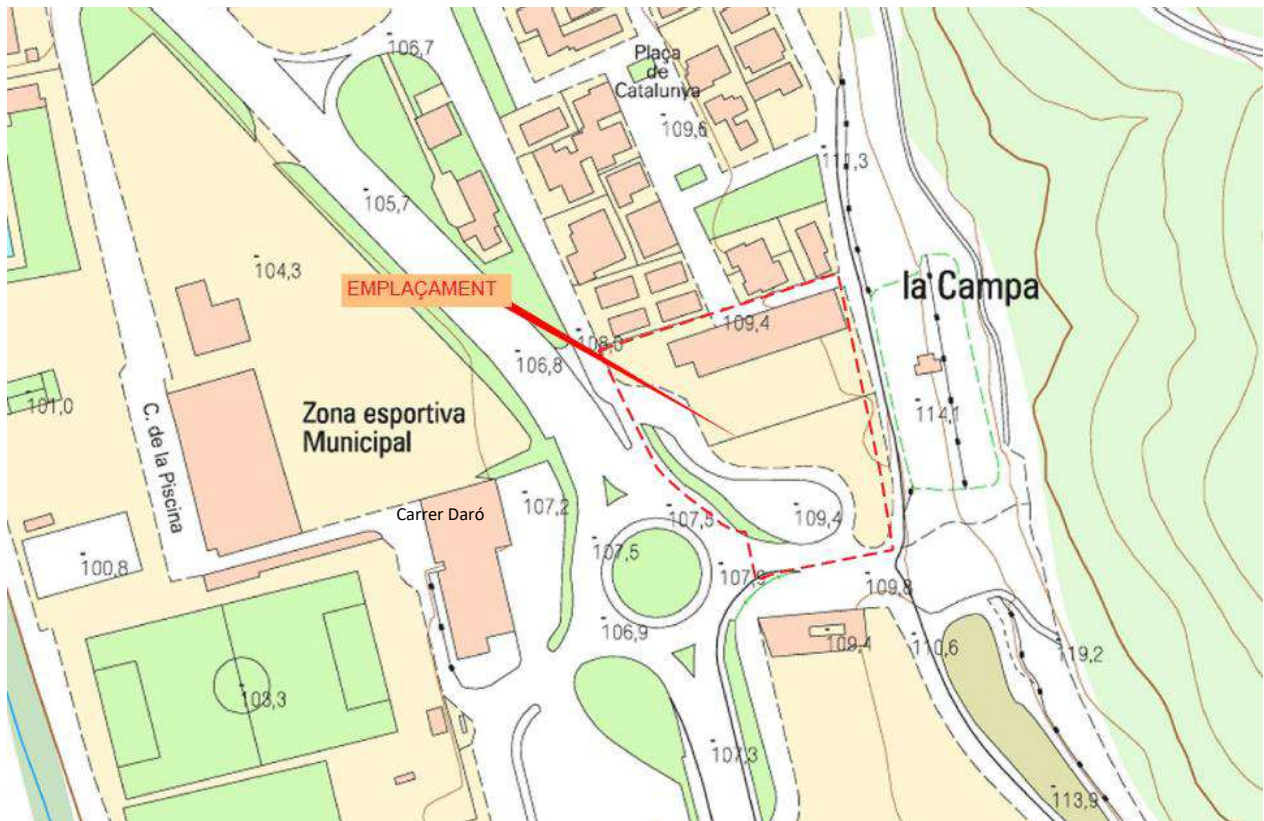 106,7
Plaça
de
Catalunya
109,6
111,3
105,7
104,3
EMPLAÇAMENT
la Campa
109,4
108,0
106,8
101,0
114,1
Zona esportiva
Municipal
C. de la Piscina
Carrer Daró
107,2
107,5
109,4
107,5
100,8
107,9
109,8
106,9
109,4
110,6
119,2
103,3
107,3
113,9